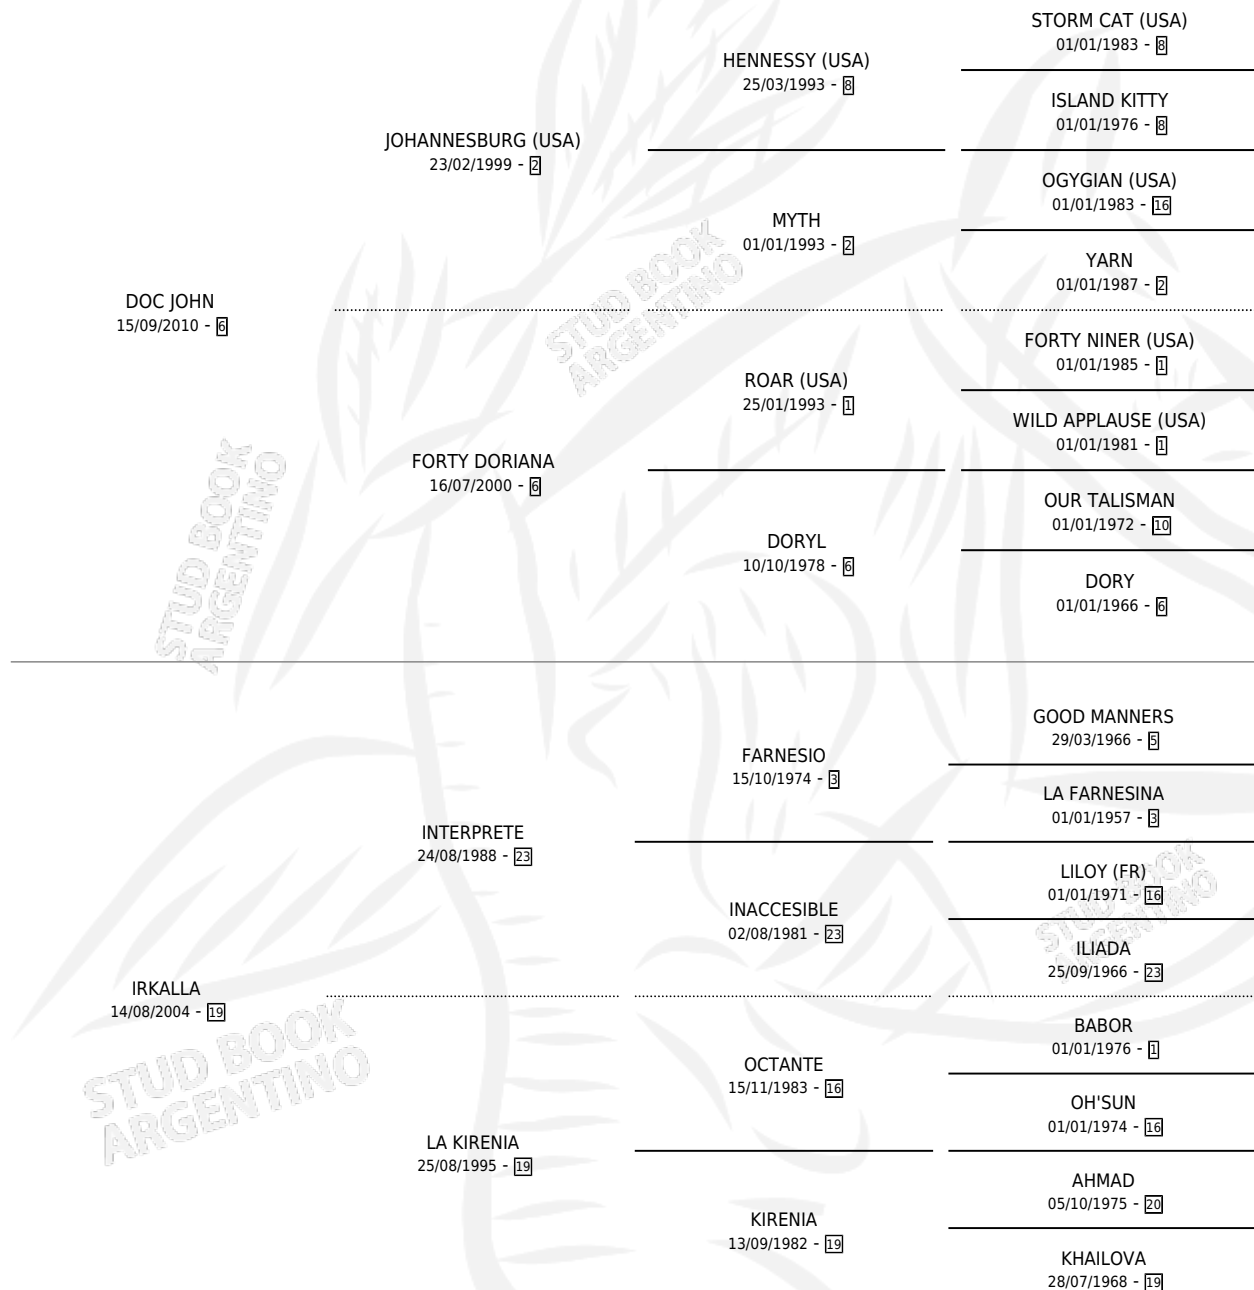 STORM CAT (USA)
01/01/1983 - 8
HENNESSY (USA)
25/03/1993 - 8
ISLAND KITTY
01/01/1976 - 8
JOHANNESBURG (USA)
23/02/1999 - 2
OGYGIAN (USA)
01/01/1983 - 16
MYTH
01/01/1993 - 2
YARN
01/01/1987 - 2
DOC JOHN
15/09/2010 - 6
FORTY NINER (USA)
01/01/1985 - 1
ROAR (USA)
25/01/1993 - 1
WILD APPLAUSE (USA)
01/01/1981 - 1
FORTY DORIANA
16/07/2000 - 6
OUR TALISMAN
01/01/1972 - 10
DORYL
10/10/1978 - 6
DORY
01/01/1966 - 6
STUD BOOK
ARGENTINO
STUD BOOK
ARGENTINO
GOOD MANNERS
29/03/1966 - 5
FARNESIO
15/10/1974 - 3
LA FARNESINA
01/01/1957 - 3
INTERPRETE
24/08/1988 - 23
LILOY (FR)
01/01/1971 - 16
INACCESIBLE
02/08/1981 - 23
ILIADA
25/09/1966 - 23
STUD BOOK
ARGENTINO
IRKALLA
14/08/2004 - 19
BABOR
01/01/1976 - 1
OCTANTE
15/11/1983 - 16
OH'SUN
01/01/1974 - 16
STUD BOOK
ARGENTINO
LA KIRENIA
25/08/1995 - 19
AHMAD
05/10/1975 - 20
KIRENIA
13/09/1982 - 19
KHAILOVA
28/07/1968 - 19